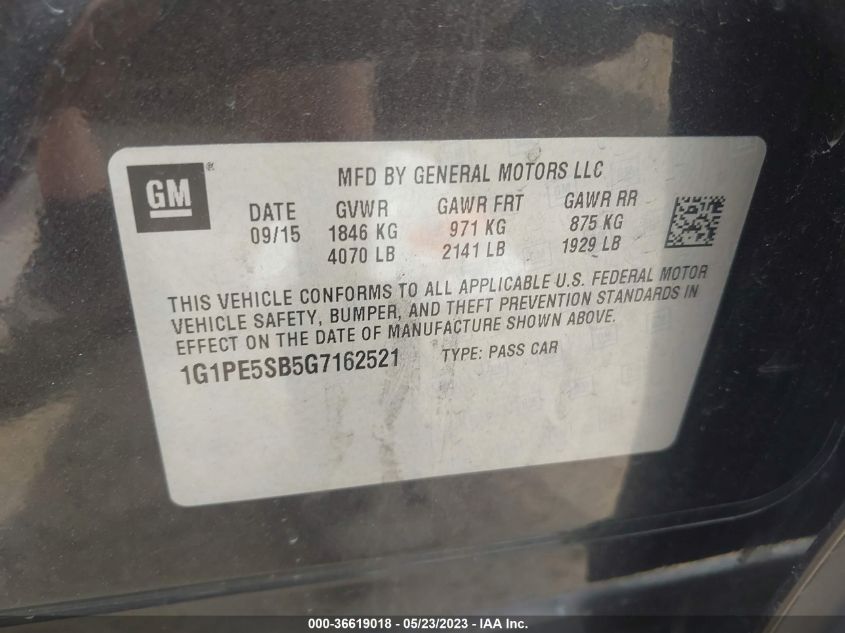 GM®
MFD BY GENERAL MOTORS LLC
DATE GVWR GAWR FRT GAWR RR
09/15 1846 KG 971 KG 875 KG
4070 LB 2141 LB 1929 LB
THIS VEHICLE CONFORMS TO ALL APPLICABLE U.S. FEDERAL MOTOR
VEHICLE SAFETY, BUMPER, AND THEFT PREVENTION STANDARDS IN
EFFECT ON THE DATE OF MANUFACTURE SHOWN ABOVE.
1G1PE5SB5G7162521 TYPE: PASS CAR
000-36619018 - 05/23/2023 - IAA Inc.